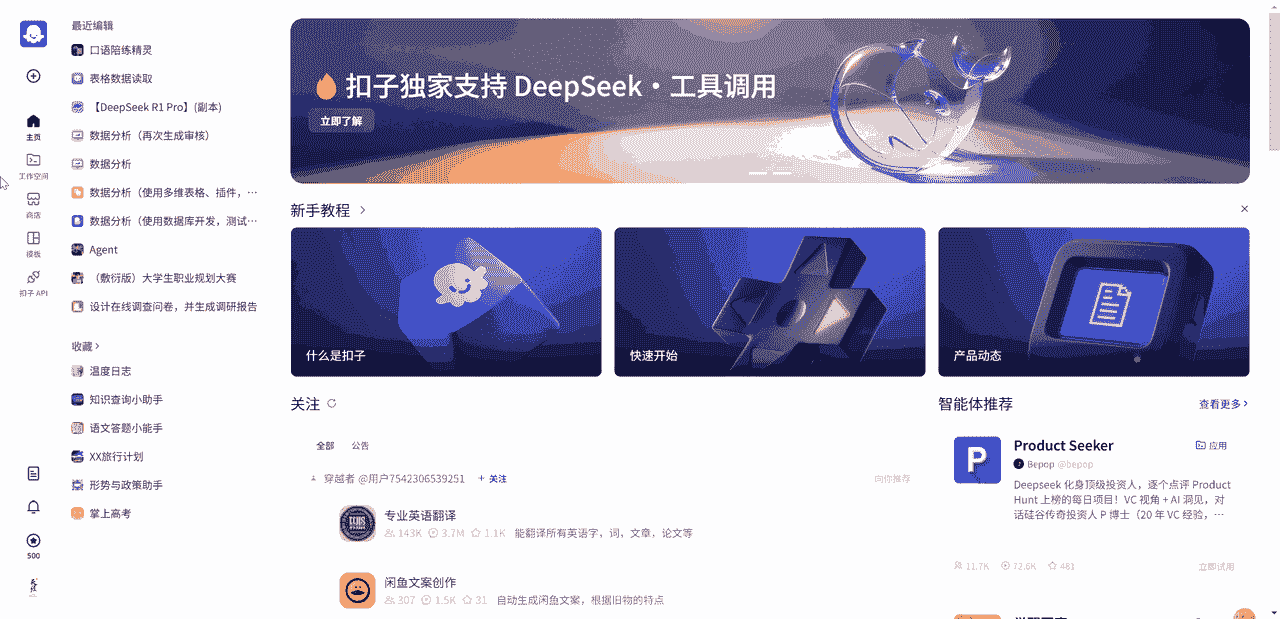 主页
工作空间
商店
模板
扣子 API
500
最近编辑
口语陪练精灵
表格数据读取
【DeepSeek R1 Pro】(副本)
数据分析（再次生成审核）
数据分析
数据分析（使用多维表格、插件，…
数据分析（使用数据库开发，测试…
Agent
（敷衍版）大学生职业规划大赛
设计在线调查问卷，并生成调研报告
收藏
温度日志
知识查询小助手
语文答题小能手
XX旅行计划
形势与政策助手
掌上高考
扣子独家支持 DeepSeek・工具调用
立即了解
新手教程
什么是扣子
快速开始
产品动态
关注
全部 公告
穿越者 @用户7542306539251 + 关注 向你推荐
专业英语翻译
143K 3.7M 1.1K 能翻译所有英语字，词，文章，论文等
闲鱼文案创作
307 1.5K 31 自动生成闲鱼文案，根据旧物的特点
智能体推荐 查看更多
P
Product Seeker 应用
Bepop @bepop
Deepseek 化身顶级投资人，逐个点评 Product
Hunt 上榜的每日项目！VC 视角 + AI 洞见，对
话硅谷传奇投资人 P 博士（20 年 VC 经验，…
11.7K 72.6K 481 立即试用